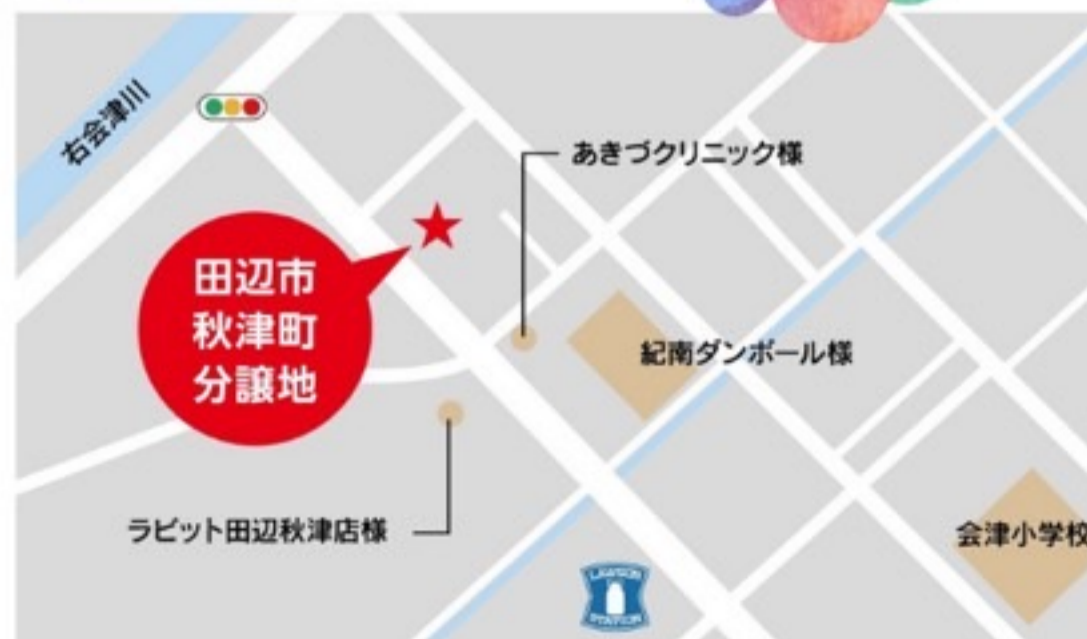 右会津川
あきづクリニック様
田辺市
秋津町
分譲地
紀南ダンボール様
ラビット田辺秋津店様
会津小学校
LAWSON
STATION